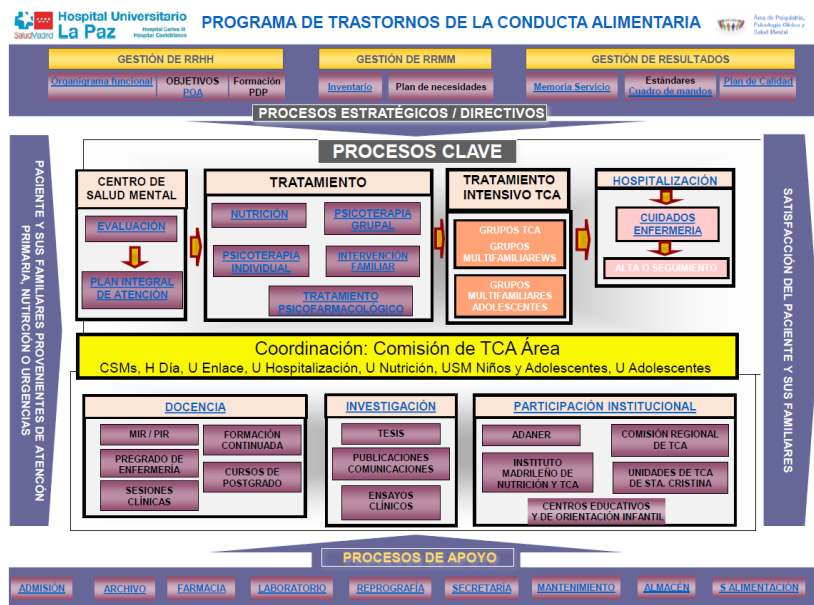 SaludMadrid
Hospital Universitario
La Paz
Hospital Carlos III
Hospital Cantoblanco
PROGRAMA DE TRASTORNOS DE LA CONDUCTA ALIMENTARIA
Área de Psiquiatría,
Psicología Clínica y
Salud Mental
GESTIÓN DE RRHH
Organigrama funcional
OBJETIVOS
POA
Formación
PDP
GESTIÓN DE RRMM
Inventario
Plan de necesidades
GESTIÓN DE RESULTADOS
Memoria Servicio
Estándares
Cuadro de mandos
Plan de Calidad
PROCESOS ESTRATÉGICOS / DIRECTIVOS
PACIENTE Y SUS FAMILIARES PROVENIENTES DE ATENCÓN
PRIMARIA, NUTIRCIÓN O URGENCIAS
PROCESOS CLAVE
CENTRO DE
SALUD MENTAL
EVALUACIÓN
PLAN INTEGRAL
DE ATENCIÓN
TRATAMIENTO
NUTRICIÓN
PSICOTERAPIA
GRUPAL
PSICOTERAPIA
INDIVIDUAL
INTERVENCIÓN
FAMILIAR
TRATAMIENTO
PSICOFARMACOLÓGICO
TRATAMIENTO
INTENSIVO TCA
GRUPOS TCA
GRUPOS
MULTIFAMILIAREWS
GRUPOS
MULTIFAMILIARES
ADOLESCENTES
HOSPITALIZACIÓN
CUIDADOS
ENFERMERÍA
ALTA O SEGUIMIENTO
SATISFACCIÓN DEL PACIENTE Y SUS FAMILIARES
Coordinación: Comisión de TCA Área
CSMs, H Día, U Enlace, U Hospitalización, U Nutrición, USM Niños y Adolescentes, U Adolescentes
DOCENCIA
MIR / PIR
FORMACIÓN
CONTINUADA
PREGRADO DE
ENFERMERÍA
CURSOS DE
POSTGRADO
SESIONES
CLÍNICAS
INVESTIGACIÓN
TESIS
PUBLICACIONES
COMUNICACIONES
ENSAYOS
CLÍNICOS
PARTICIPACIÓN INSTITUCIONAL
ADANER
COMISIÓN REGIONAL
DE TCA
INSTITUTO
MADRILEÑO DE
NUTRICIÓN Y TCA
UNIDADES DE TCA
DE STA. CRISTINA
CENTROS EDUCATIVOS
Y DE ORIENTACIÓN INFANTIL
PROCESOS DE APOYO
ADMISIÓN
ARCHIVO
FARMACIA
LABORATORIO
REPROGRAFÍA
SECRETARÍA
MANTENIMIENTO
ALMACÉN
S ALIMENTACIÓN